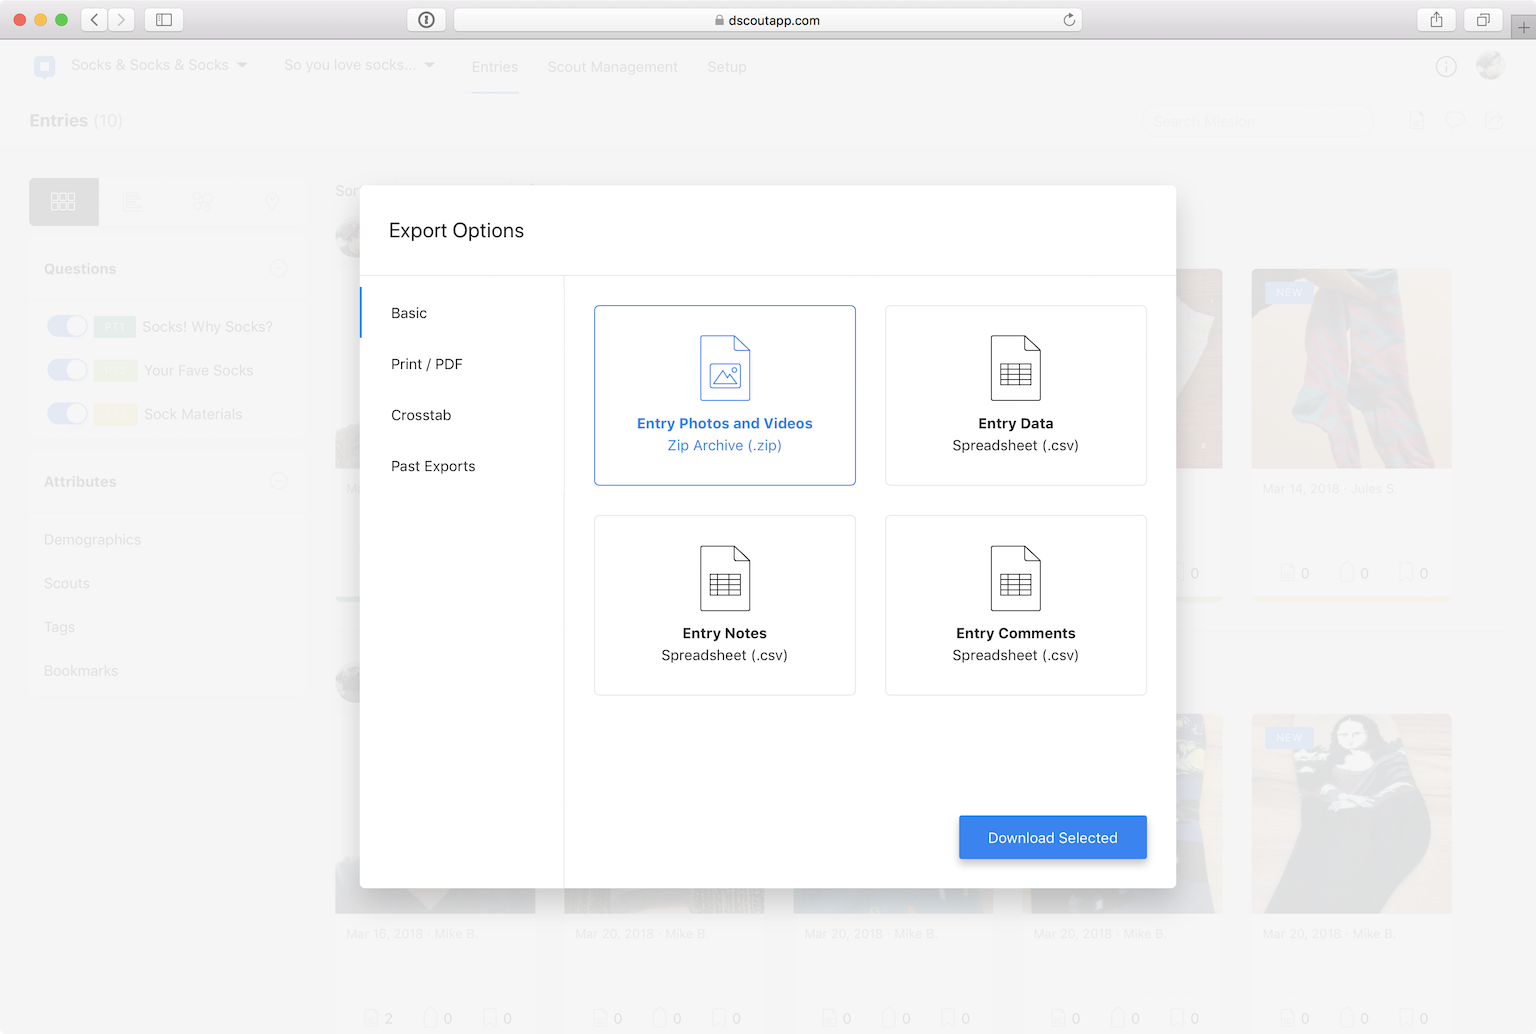 dscoutapp.com
Socks & Socks & Socks
So you love socks...
Entries
Scout Management
Setup
Entries (10)
Search Mission
Sor
Export Options
Questions
PT1 Socks! Why Socks?
Your Fave Socks
Sock Materials
Attributes
Demographics
Scouts
Tags
Bookmarks
Basic
Print / PDF
Crosstab
Past Exports
Entry Photos and Videos
Zip Archive (.zip)
Entry Data
Spreadsheet (.csv)
Entry Notes
Spreadsheet (.csv)
Entry Comments
Spreadsheet (.csv)
Download Selected
NEW
Ma
Mar 14, 2018 · Jules S.
0
0 0 0
NEW
Mar 16, 2018 · Mike B.
Mar 20, 2018 · Mike B.
Mar 20, 2018 · Mike B.
Mar 20, 2018 · Mike B.
Mar 20, 2018 · Mike B.
2 0 0
0 0 0
0 0 0
0 0 0
0 0 0